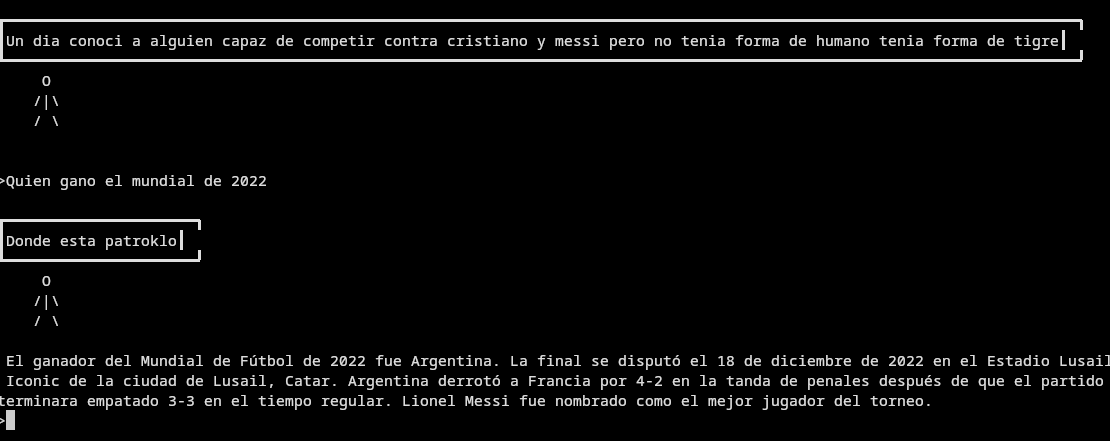 Un dia conoci a alguien capaz de competir contra cristiano y messi pero no tenia forma de humano tenia forma de tigre
O
/|\
/ \
>Quien gano el mundial de 2022
Donde esta patroklo
O
/|\
/ \
El ganador del Mundial de Fútbol de 2022 fue Argentina. La final se disputó el 18 de diciembre de 2022 en el Estadio Lusail
Iconic de la ciudad de Lusail, Catar. Argentina derrotó a Francia por 4-2 en la tanda de penales después de que el partido
terminara empatado 3-3 en el tiempo regular. Lionel Messi fue nombrado como el mejor jugador del torneo.
>